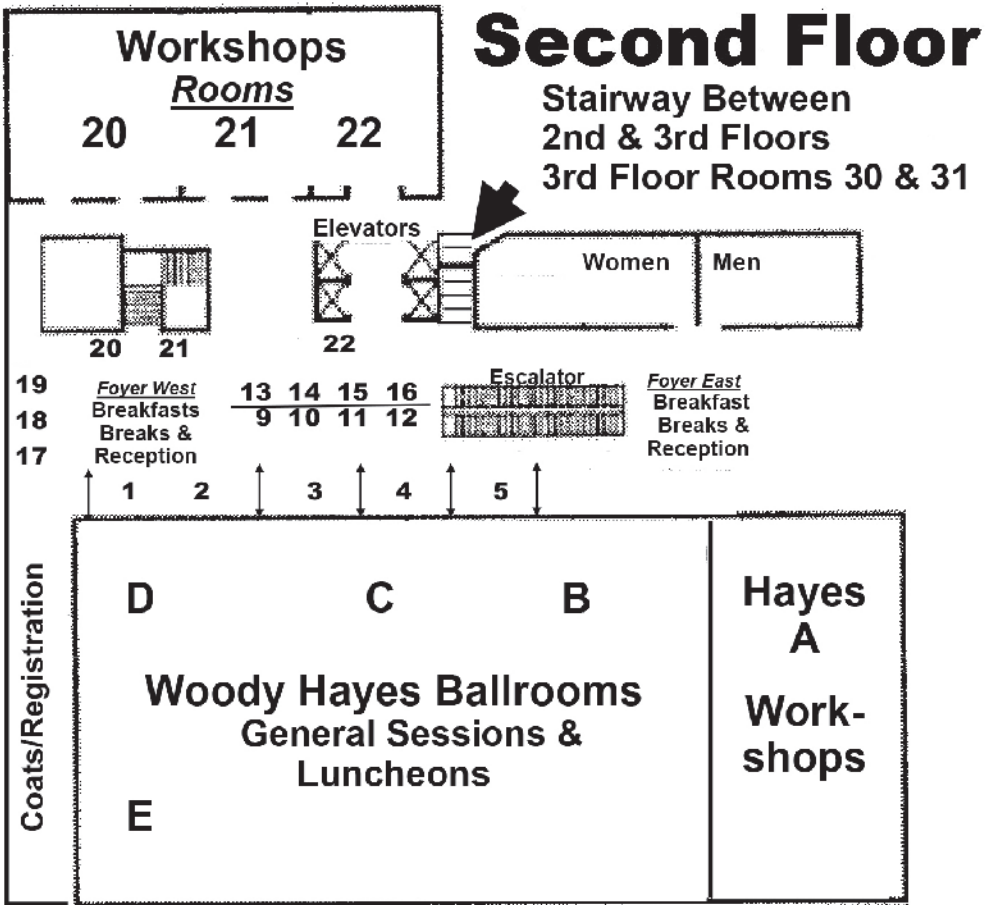 Second Floor
Stairway Between
2nd & 3rd Floors
3rd Floor Rooms 30 & 31
Workshops
Rooms
20 21 22
Elevators
Women Men
20 21
22
19
18
17
Foyer West
Breakfasts
Breaks &
Reception
13 14 15 16
9 10 11 12
Escalator
Foyer East
Breakfast
Breaks &
Reception
1 2 3 4 5
Coats/Registration
D C B
Woody Hayes Ballrooms
General Sessions &
Luncheons
E
Hayes
A
Work-
shops